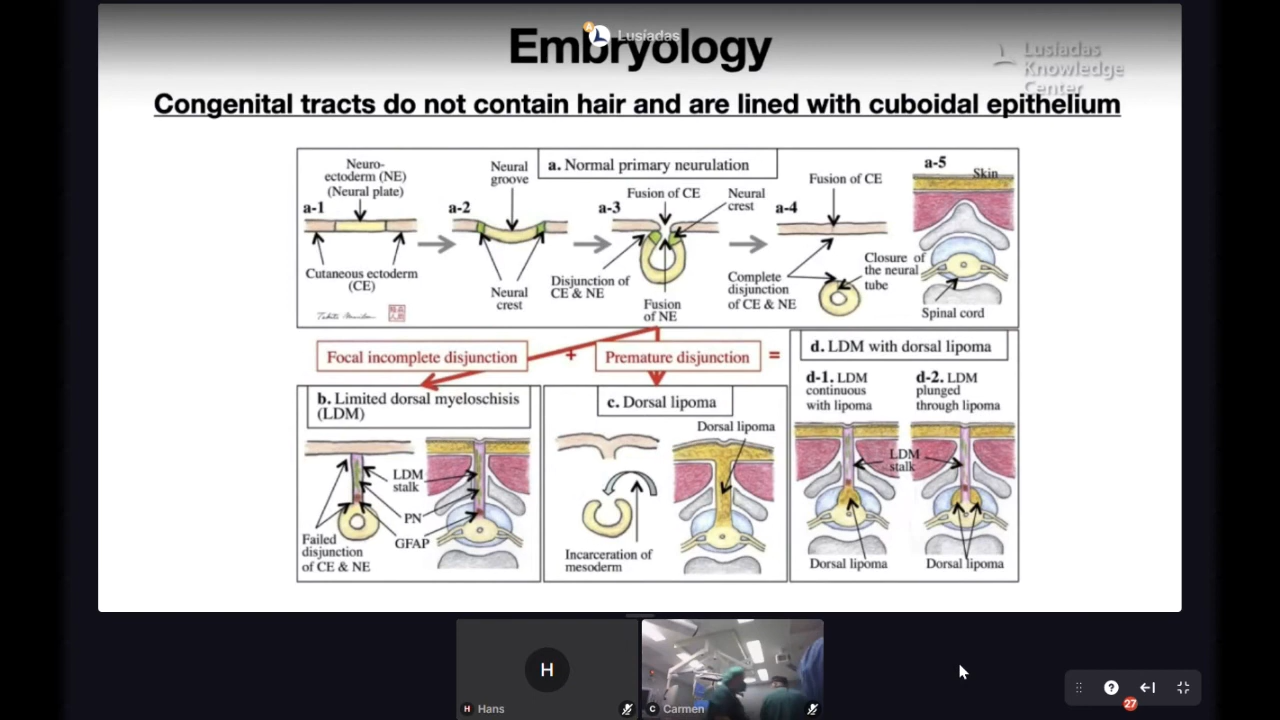 Embryology
Lusíadas
Lusíadas
Knowledge
Center
Congenital tracts do not contain hair and are lined with cuboidal epithelium
a. Normal primary neurulation
Neuro-
ectoderm (NE)
(Neural plate)
a-1
Cutaneous ectoderm
(CE)
Neural
groove
a-2
Neural
crest
Fusion of CE
Neural
crest
a-3
Disjunction of
CE & NE
Fusion
of NE
Fusion of CE
a-4
Complete
disjunction
of CE & NE
Closure of
the neural
tube
a-5
Skin
Spinal cord
Focal incomplete disjunction
+
Premature disjunction
=
b. Limited dorsal myeloschisis
(LDM)
LDM
stalk
PN
GFAP
Failed
disjunction
of CE & NE
c. Dorsal lipoma
Dorsal lipoma
Incarceration of
mesoderm
d. LDM with dorsal lipoma
d-1. LDM
continuous
with lipoma
d-2. LDM
plunged
through lipoma
LDM
stalk
Dorsal lipoma
Dorsal lipoma
H
H Hans
C Carmen
27